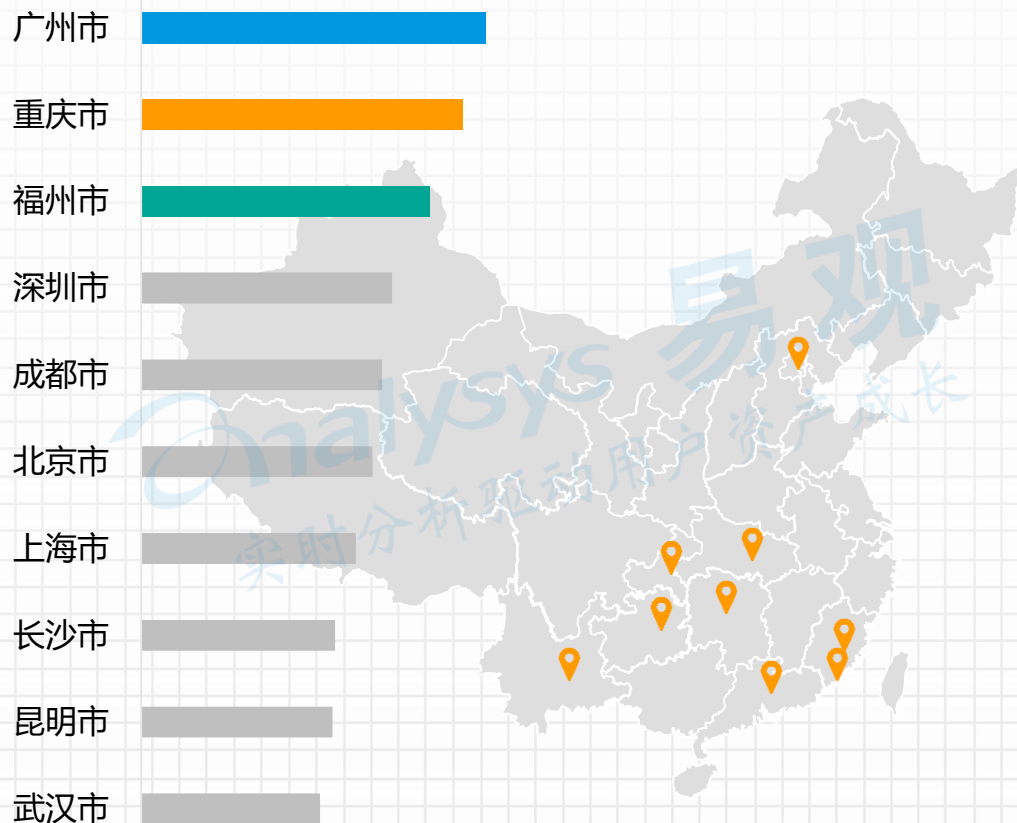 广州市
重庆市
福州市
深圳市
成都市
北京市
上海市
长沙市
昆明市
武汉市
analysys 易观
实时分析驱动用户资产成长